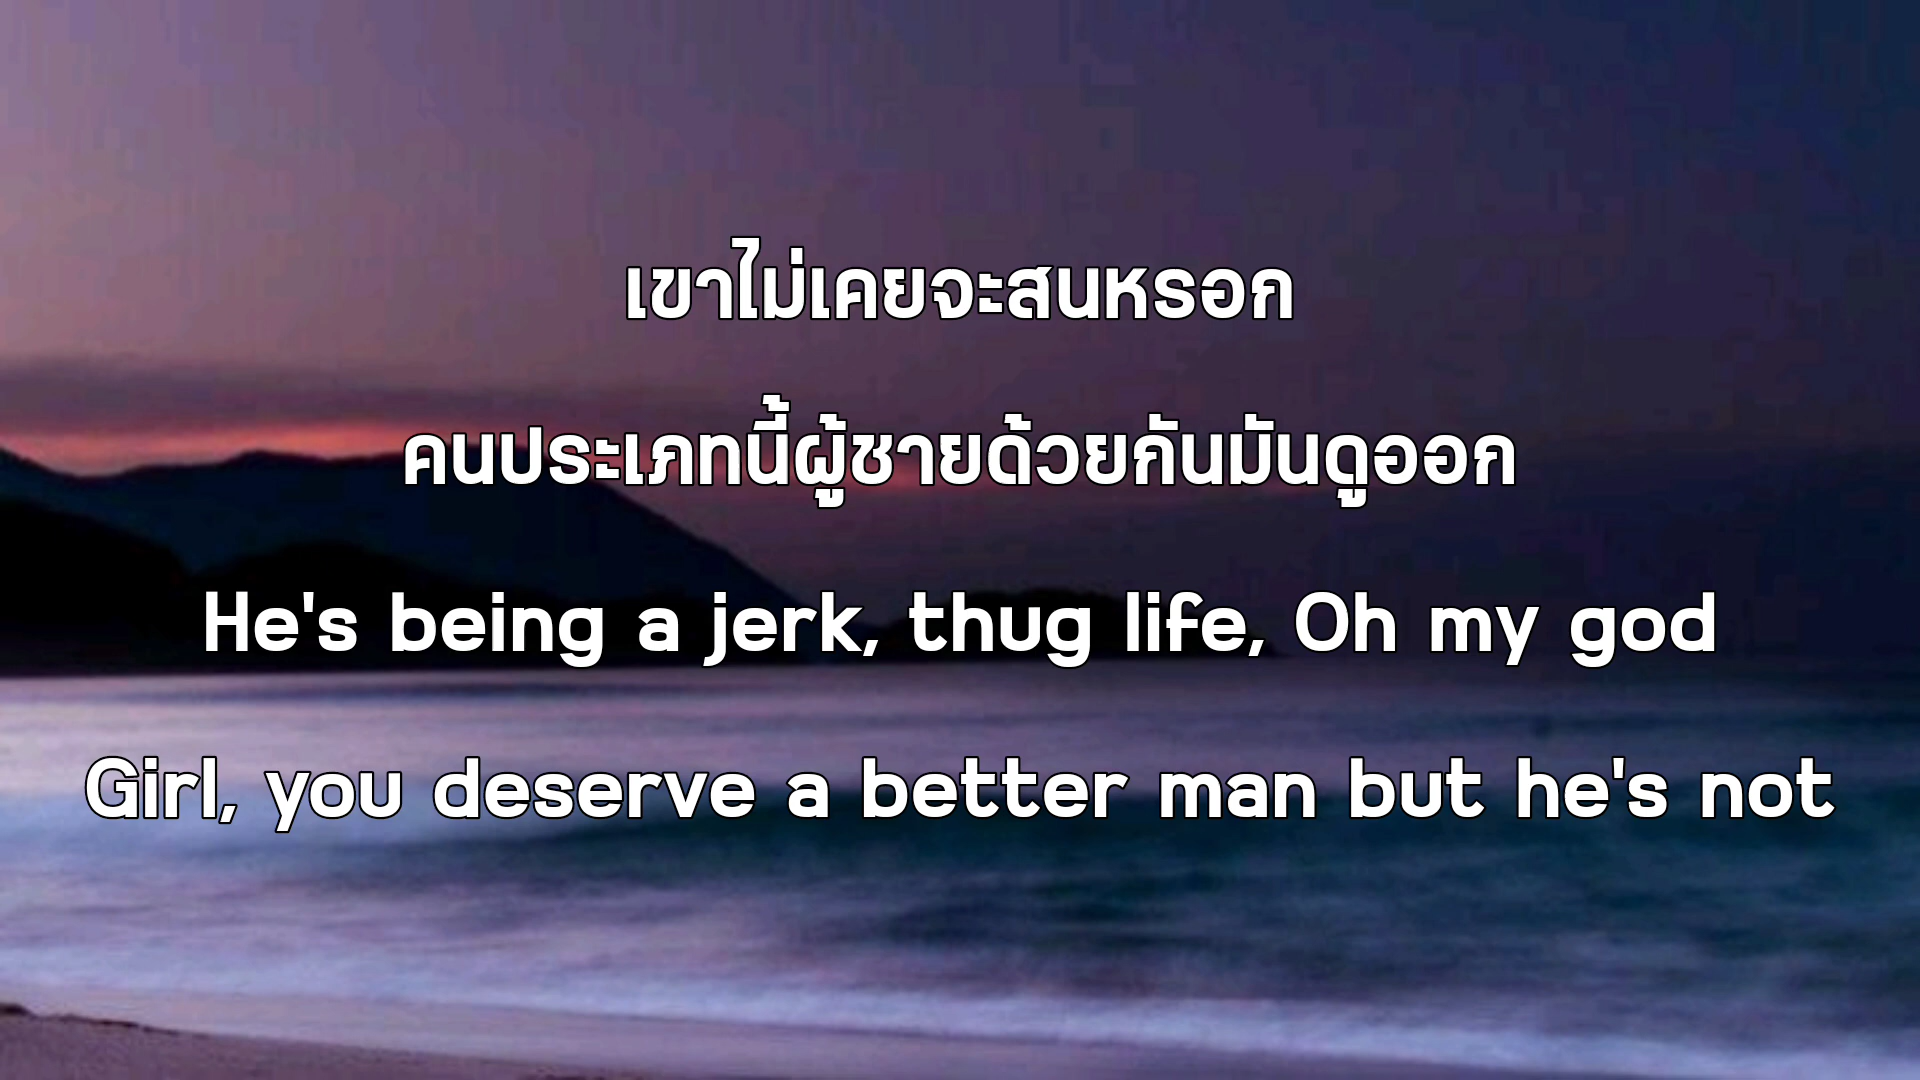 เขาไม่เคยจะสนหรอก
คนประเภทนี้ผู้ชายด้วยกันมันดูออก
He's being a jerk, thug life, Oh my god
Girl, you deserve a better man but he's not